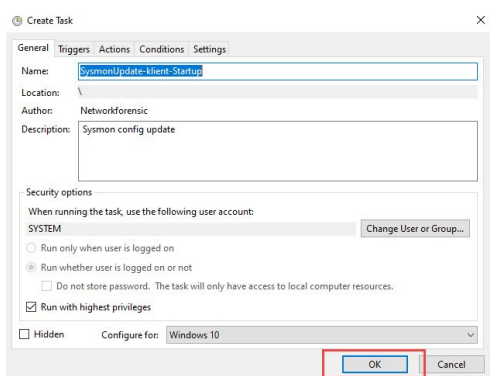 Create Task
General Triggers Actions Conditions Settings
Name: SysmonUpdate-klient-Startup
Location: \
Author: Networkforensic
Description: Sysmon config update
Security options
When running the task, use the following user account:
SYSTEM Change User or Group...
Run only when user is logged on
Run whether user is logged on or not
Do not store password. The task will only have access to local computer resources.
Run with highest privileges
Hidden Configure for: Windows 10
OK Cancel